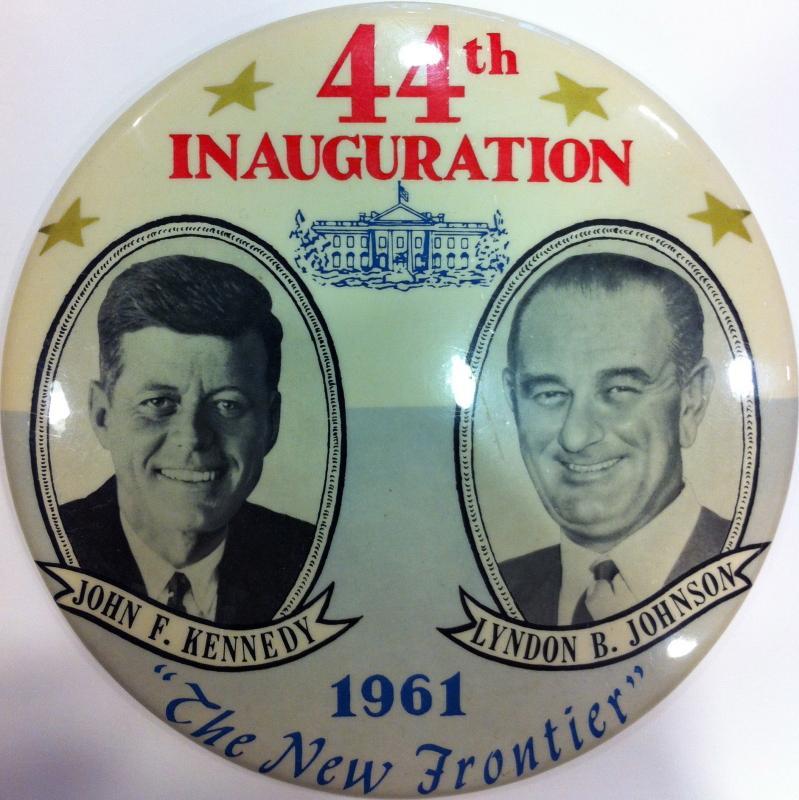 44th
INAUGURATION
JOHN F. KENNEDY
LYNDON B. JOHNSON
1961
"The New Frontier"